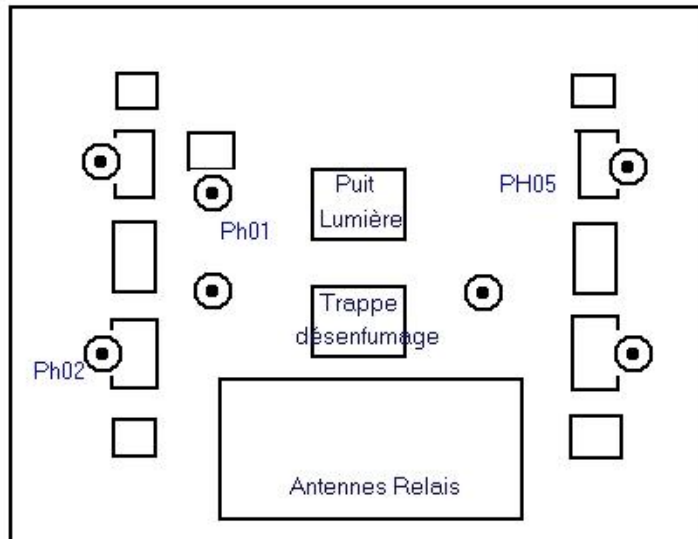 Puit
Lumière
PH05
Ph01
Trappe
désenfumage
Ph02
Antennes Relais